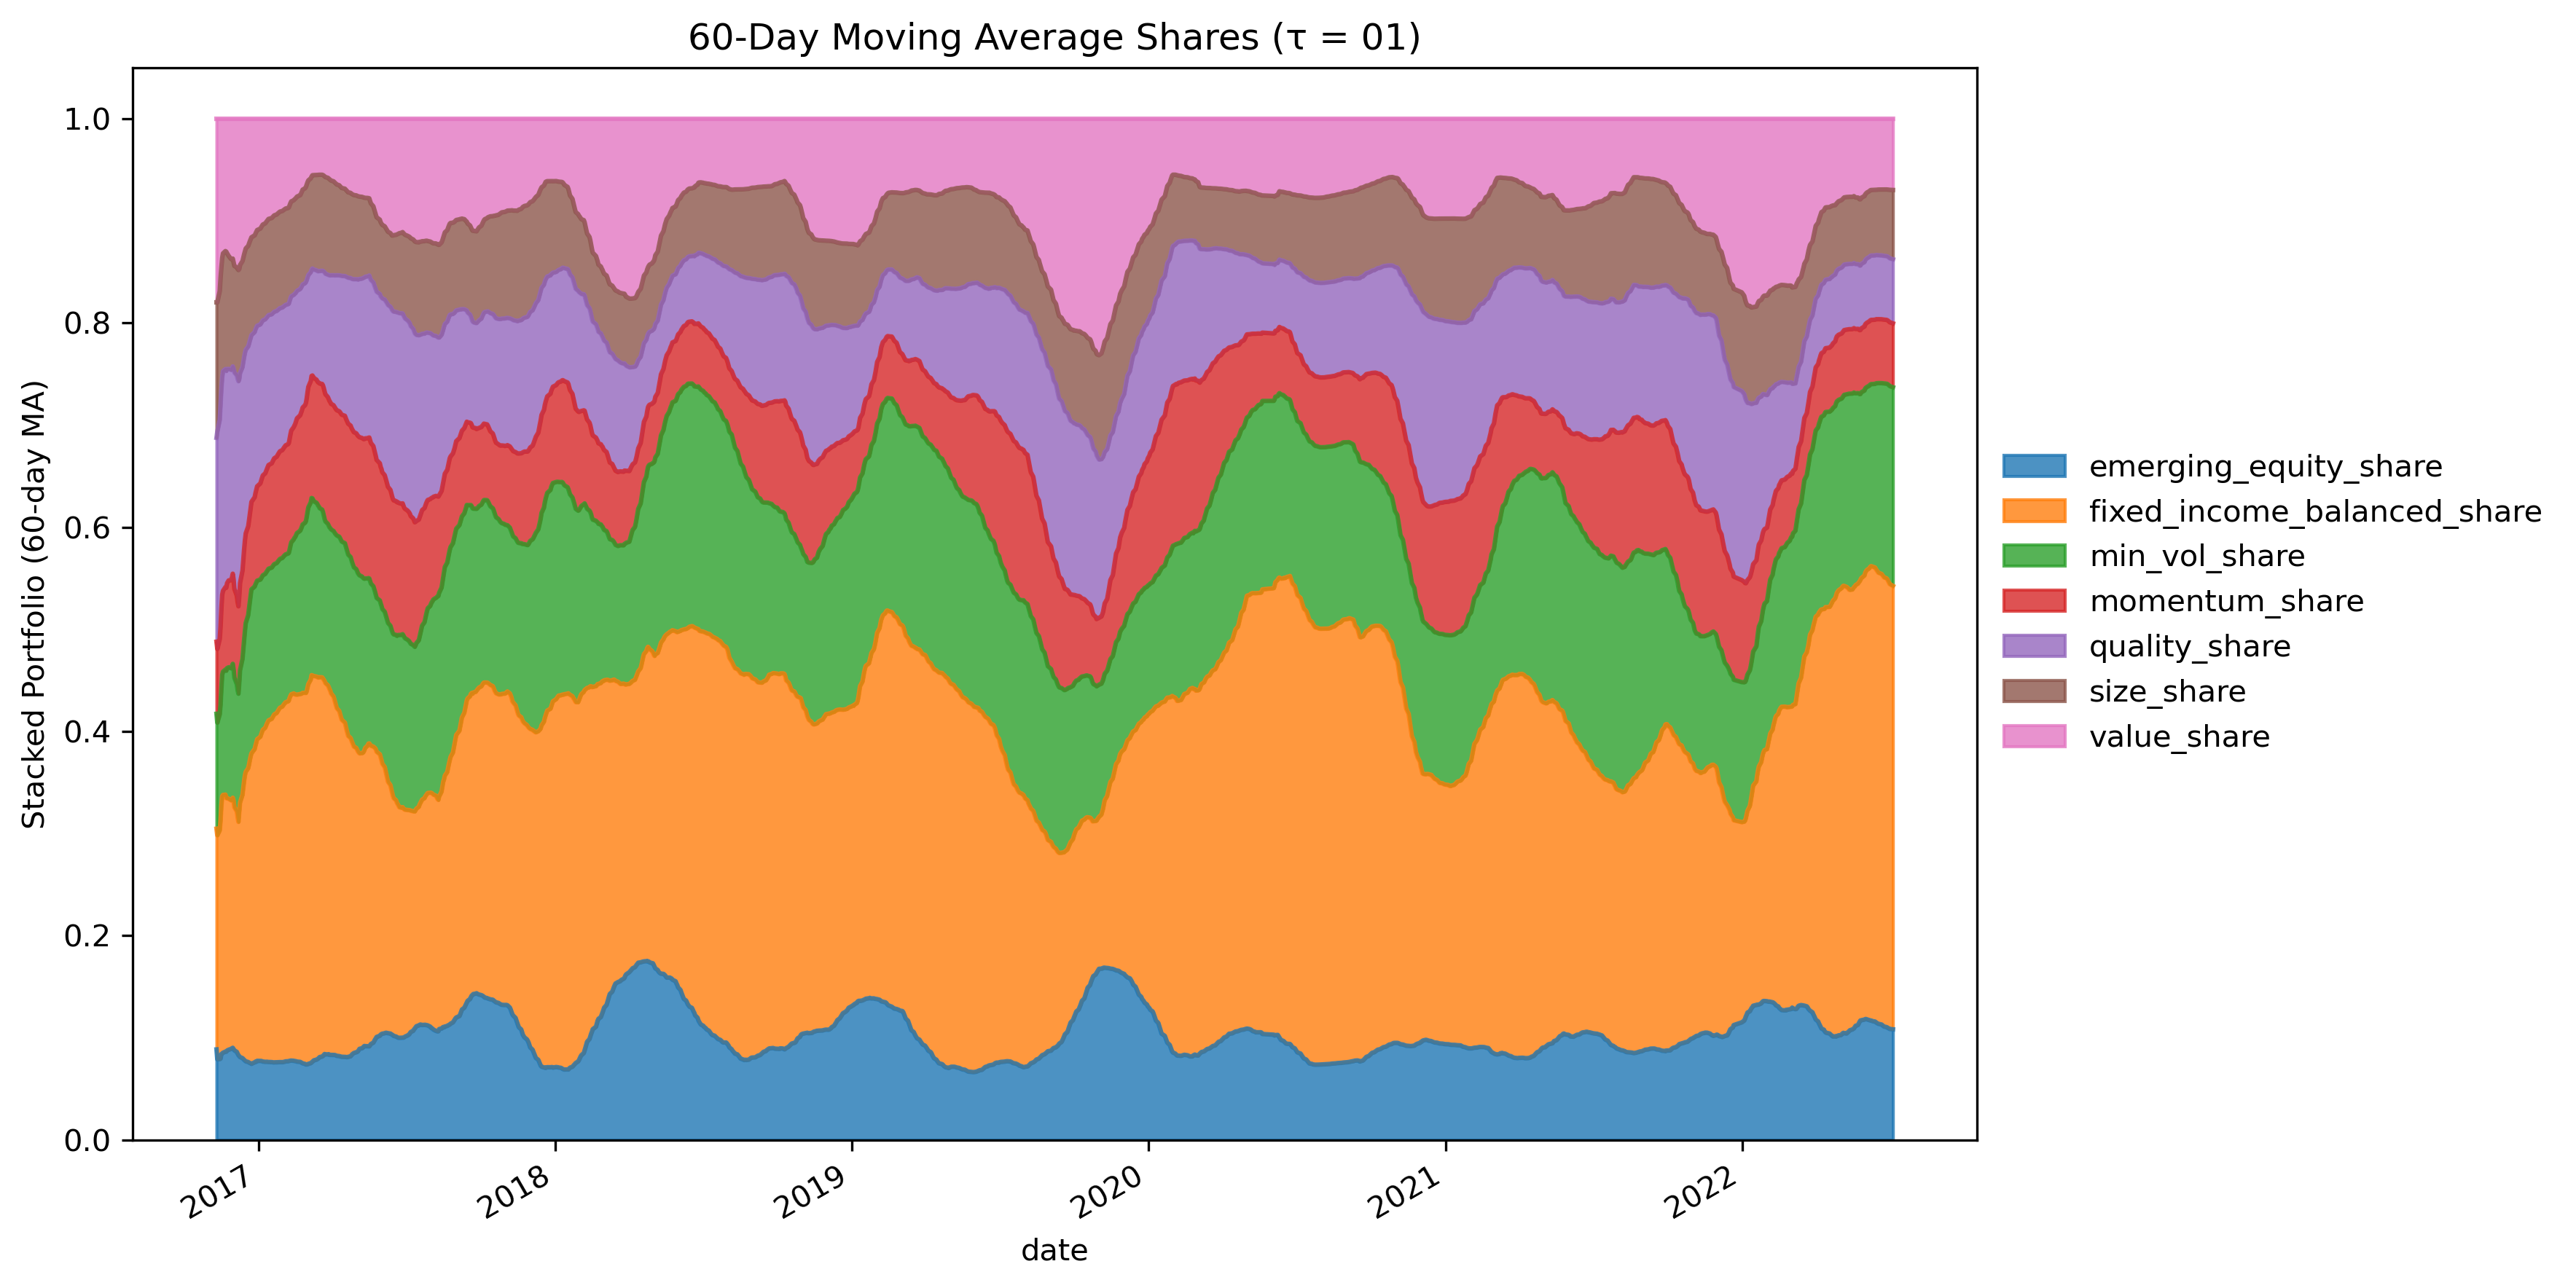 60-Day Moving Average Shares (τ = 01)
Stacked Portfolio (60-day MA)
1.0
0.8
0.6
0.4
0.2
0.0
2017
2018
2019
2020
2021
2022
date
emerging_equity_share
fixed_income_balanced_share
min_vol_share
momentum_share
quality_share
size_share
value_share